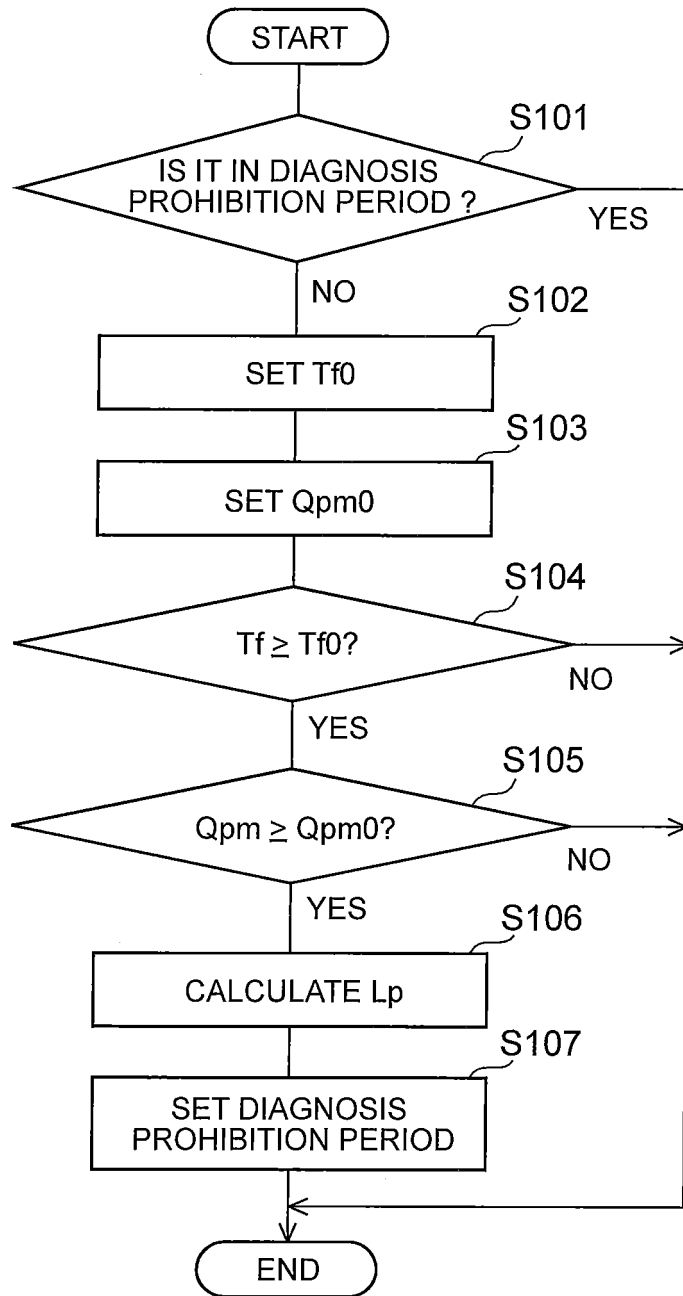 START
S101
IS IT IN DIAGNOSIS
PROHIBITION PERIOD ?
YES
NO
S102
SET Tf0
S103
SET Qpm0
S104
Tf ≥ Tf0?
NO
YES
S105
Qpm ≥ Qpm0?
NO
YES
S106
CALCULATE Lp
S107
SET DIAGNOSIS
PROHIBITION PERIOD
END